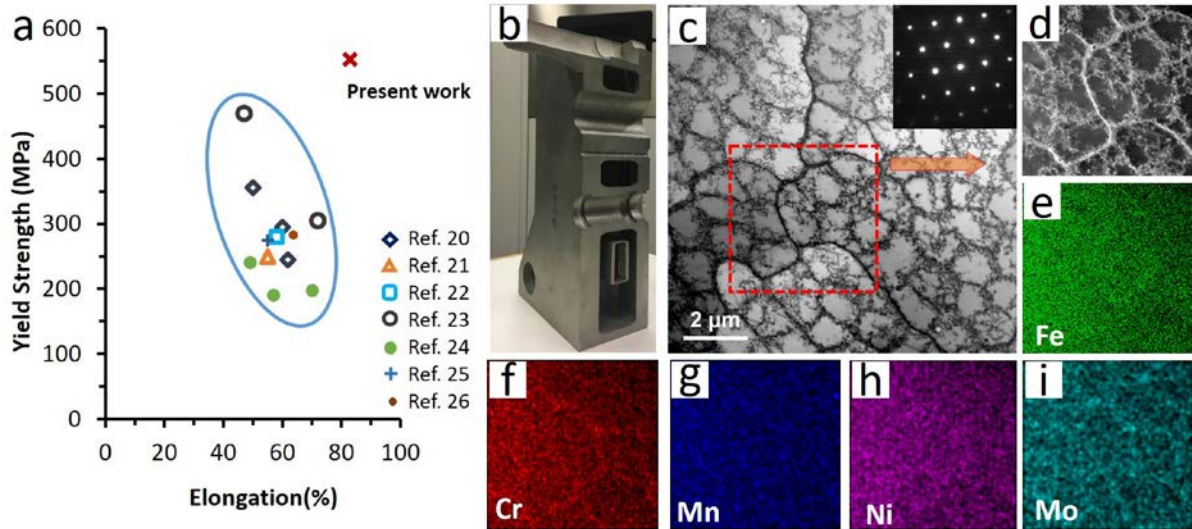 a
600
500
400
300
200
100
0
Yield Strength (MPa)
0 20 40 60 80 100
Elongation(%)
Present work
Ref. 20
Ref. 21
Ref. 22
Ref. 23
Ref. 24
Ref. 25
Ref. 26
b
c
2 μm
d
e
Fe
f
Cr
g
Mn
h
Ni
i
Mo